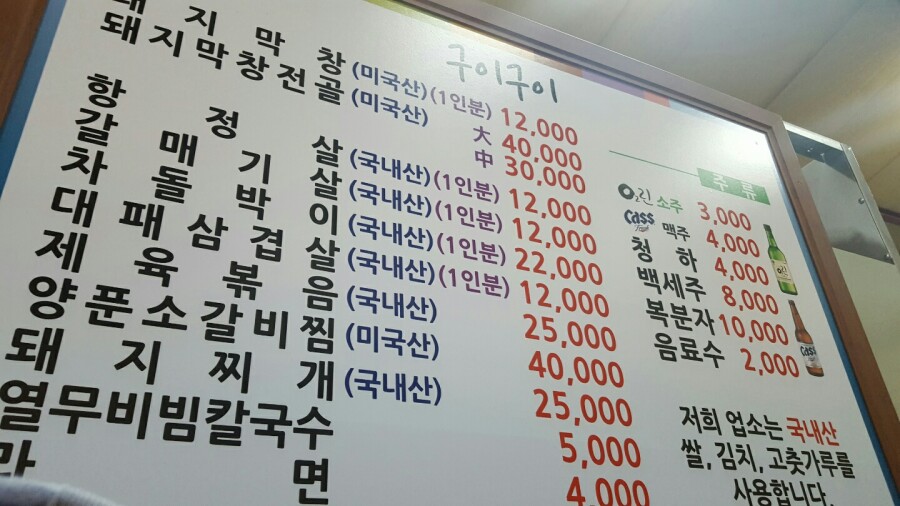 구이구이
돼지막창 (미국산) (1인분) 12,000
돼지막창전골 (미국산) 大 40,000
中 30,000
항정살 (국내산) (1인분) 12,000
갈매기살 (국내산) (1인분) 12,000
차돌박이 (국내산) (1인분) 22,000
대패삼겹살 (국내산) (1인분) 12,000
제육볶음 (국내산) 25,000
양푼소갈비찜 (미국산) 40,000
돼지찌개 (국내산) 25,000
열무비빔칼국수 5,000
면 4,000
주류
O2린 소주 3,000
cass 맥주 4,000
청하 4,000
백세주 8,000
복분자 10,000
음료수 2,000
저희 업소는 국내산
쌀, 김치, 고춧가루를
사용합니다.